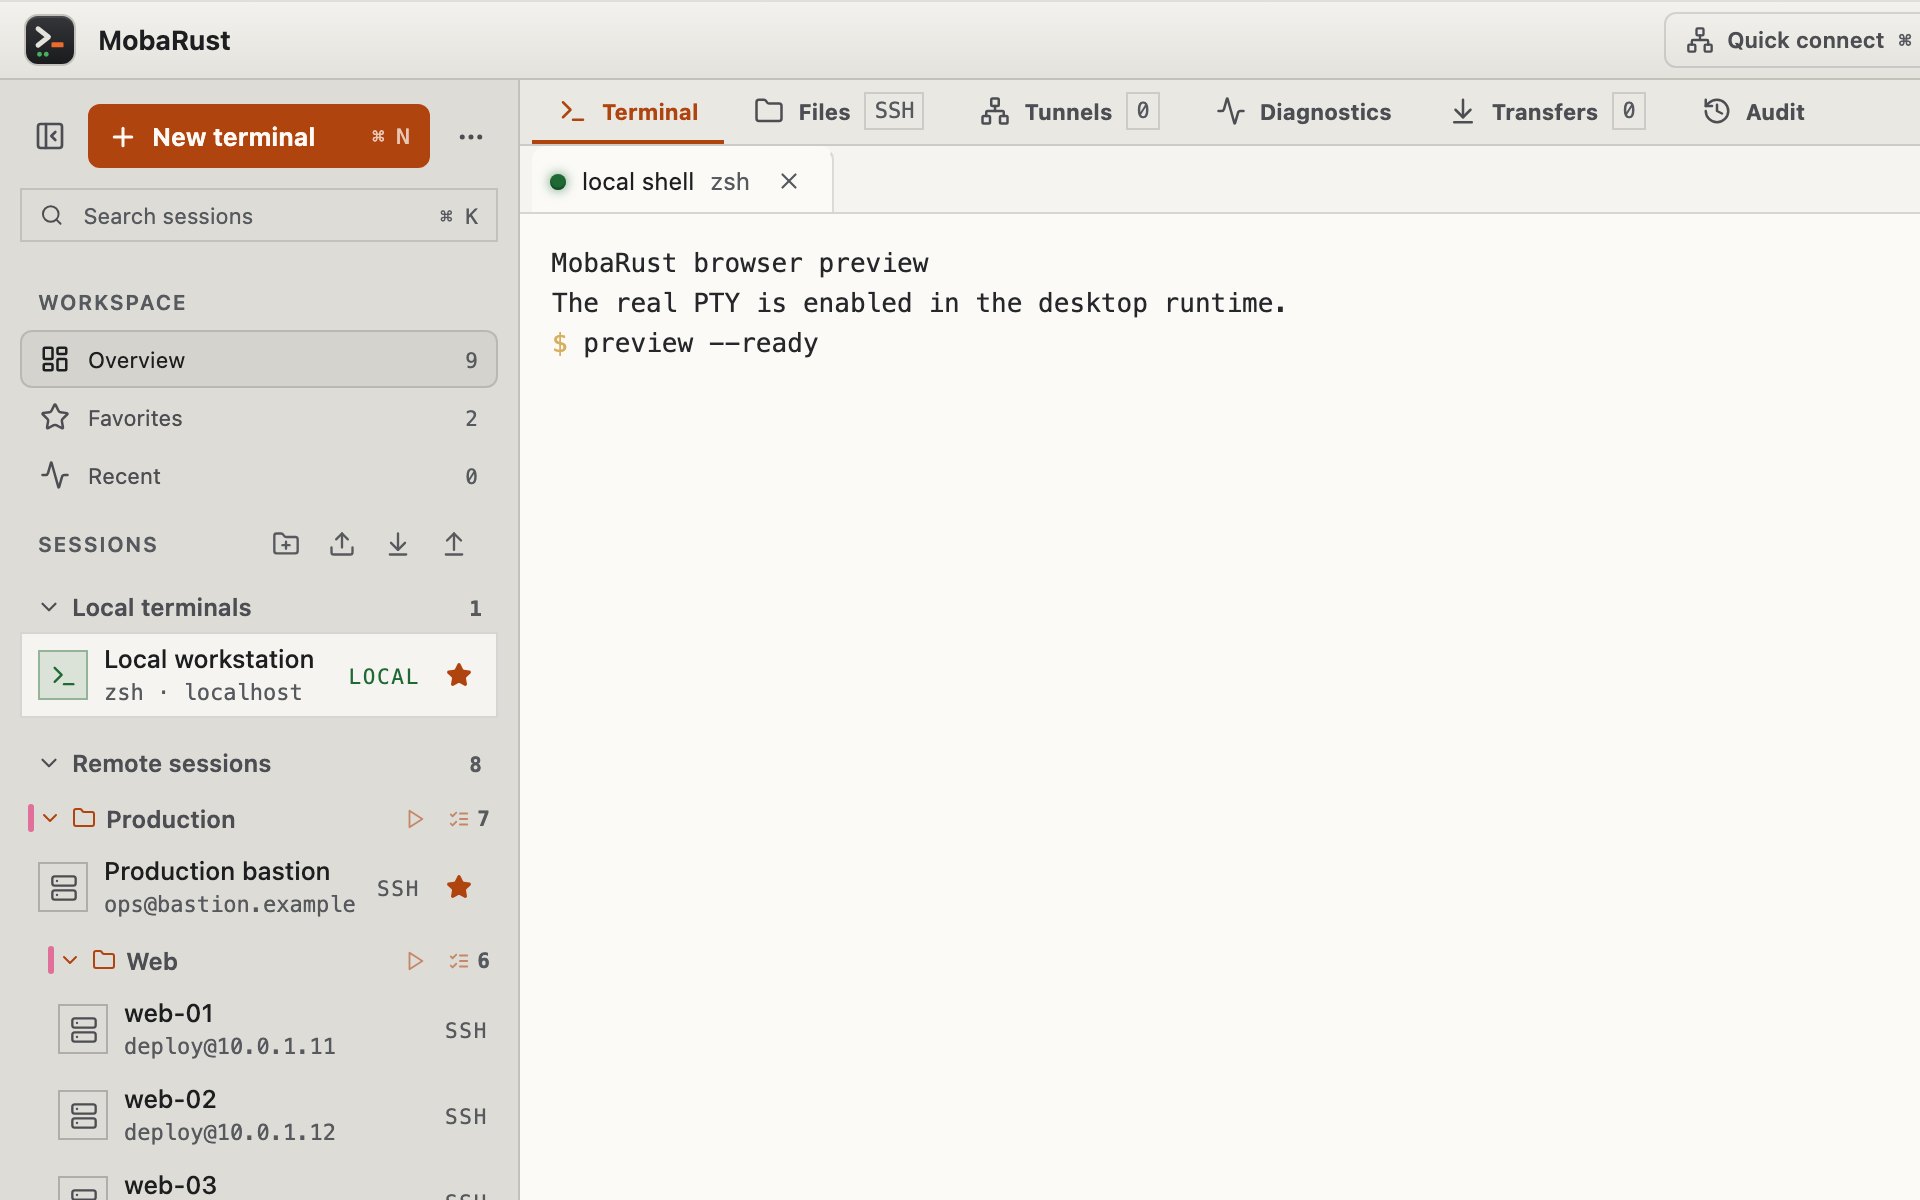 MobaRust
Quick connect ⌘
+ New terminal ⌘ N
Search sessions ⌘ K
WORKSPACE
Overview 9
Favorites 2
Recent 0
SESSIONS
Local terminals 1
Local workstation
zsh · localhost
LOCAL
Remote sessions 8
Production 7
Production bastion
ops@bastion.example
SSH
Web 6
web-01
deploy@10.0.1.11
SSH
web-02
deploy@10.0.1.12
SSH
web-03
SSH
Terminal
Files SSH
Tunnels 0
Diagnostics
Transfers 0
Audit
local shell zsh
MobaRust browser preview
The real PTY is enabled in the desktop runtime.
$ preview --ready